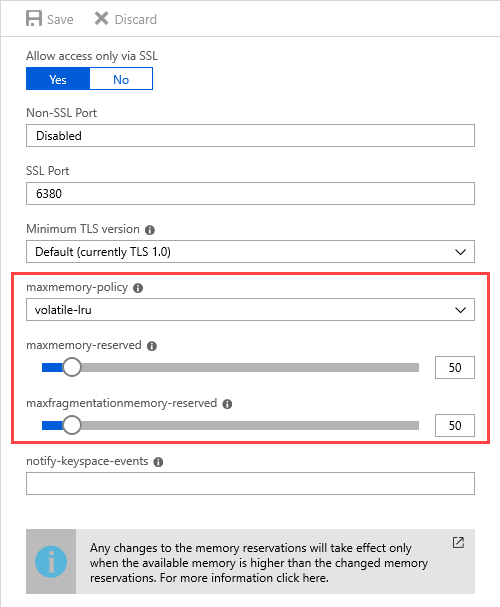 Save Discard
Allow access only via SSL
Yes No
Non-SSL Port
Disabled
SSL Port
6380
Minimum TLS version
Default (currently TLS 1.0)
maxmemory-policy
volatile-lru
maxmemory-reserved
50
maxfragmentationmemory-reserved
50
notify-keyspace-events
Any changes to the memory reservations will take effect only
when the available memory is higher than the changed memory
reservations. For more information click here.